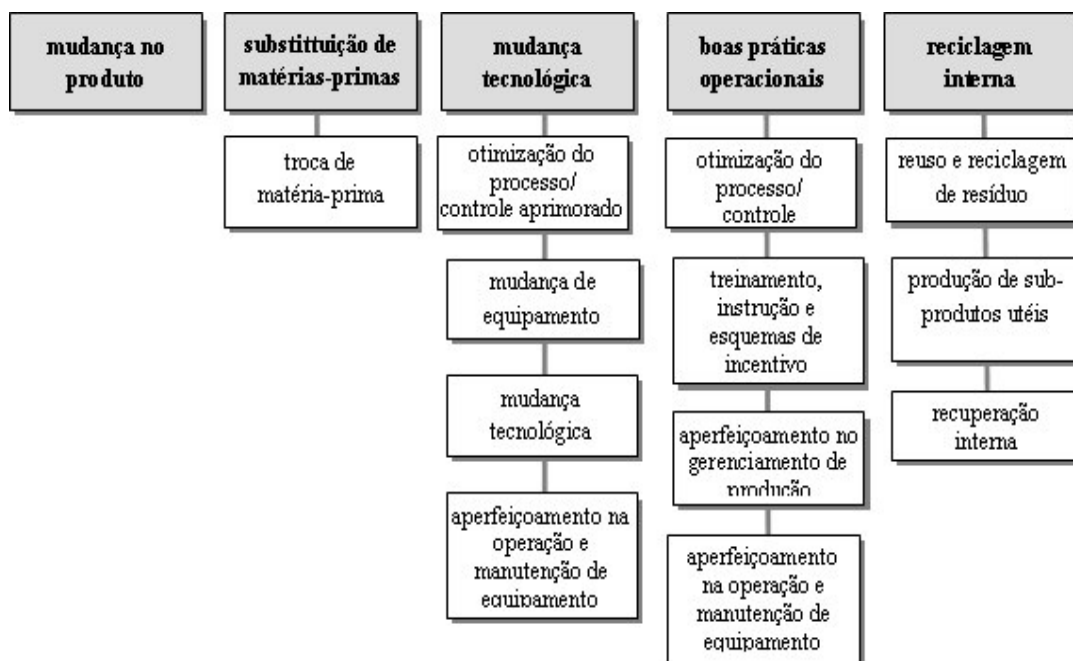 mudança no
produto
substittuição de
matérias-primas
troca de
matéria-prima
mudança
tecnológica
otimização do
processo/
controle aprimorado
mudança de
equipamento
mudança
tecnológica
aperfeiçoamento na
operação e
manutenção de
equipamento
boas práticas
operacionais
otimização do
processo/
controle
treinamento,
instrução e
esquemas de
incentivo
aperfeiçoamento no
gerenciamento de
produção
aperfeiçoamento
na operação e
manutenção de
equipamento
reciclagem
interna
reuso e reciclagem
de resíduo
produção de sub-
produtos utéis
recuperação
interna